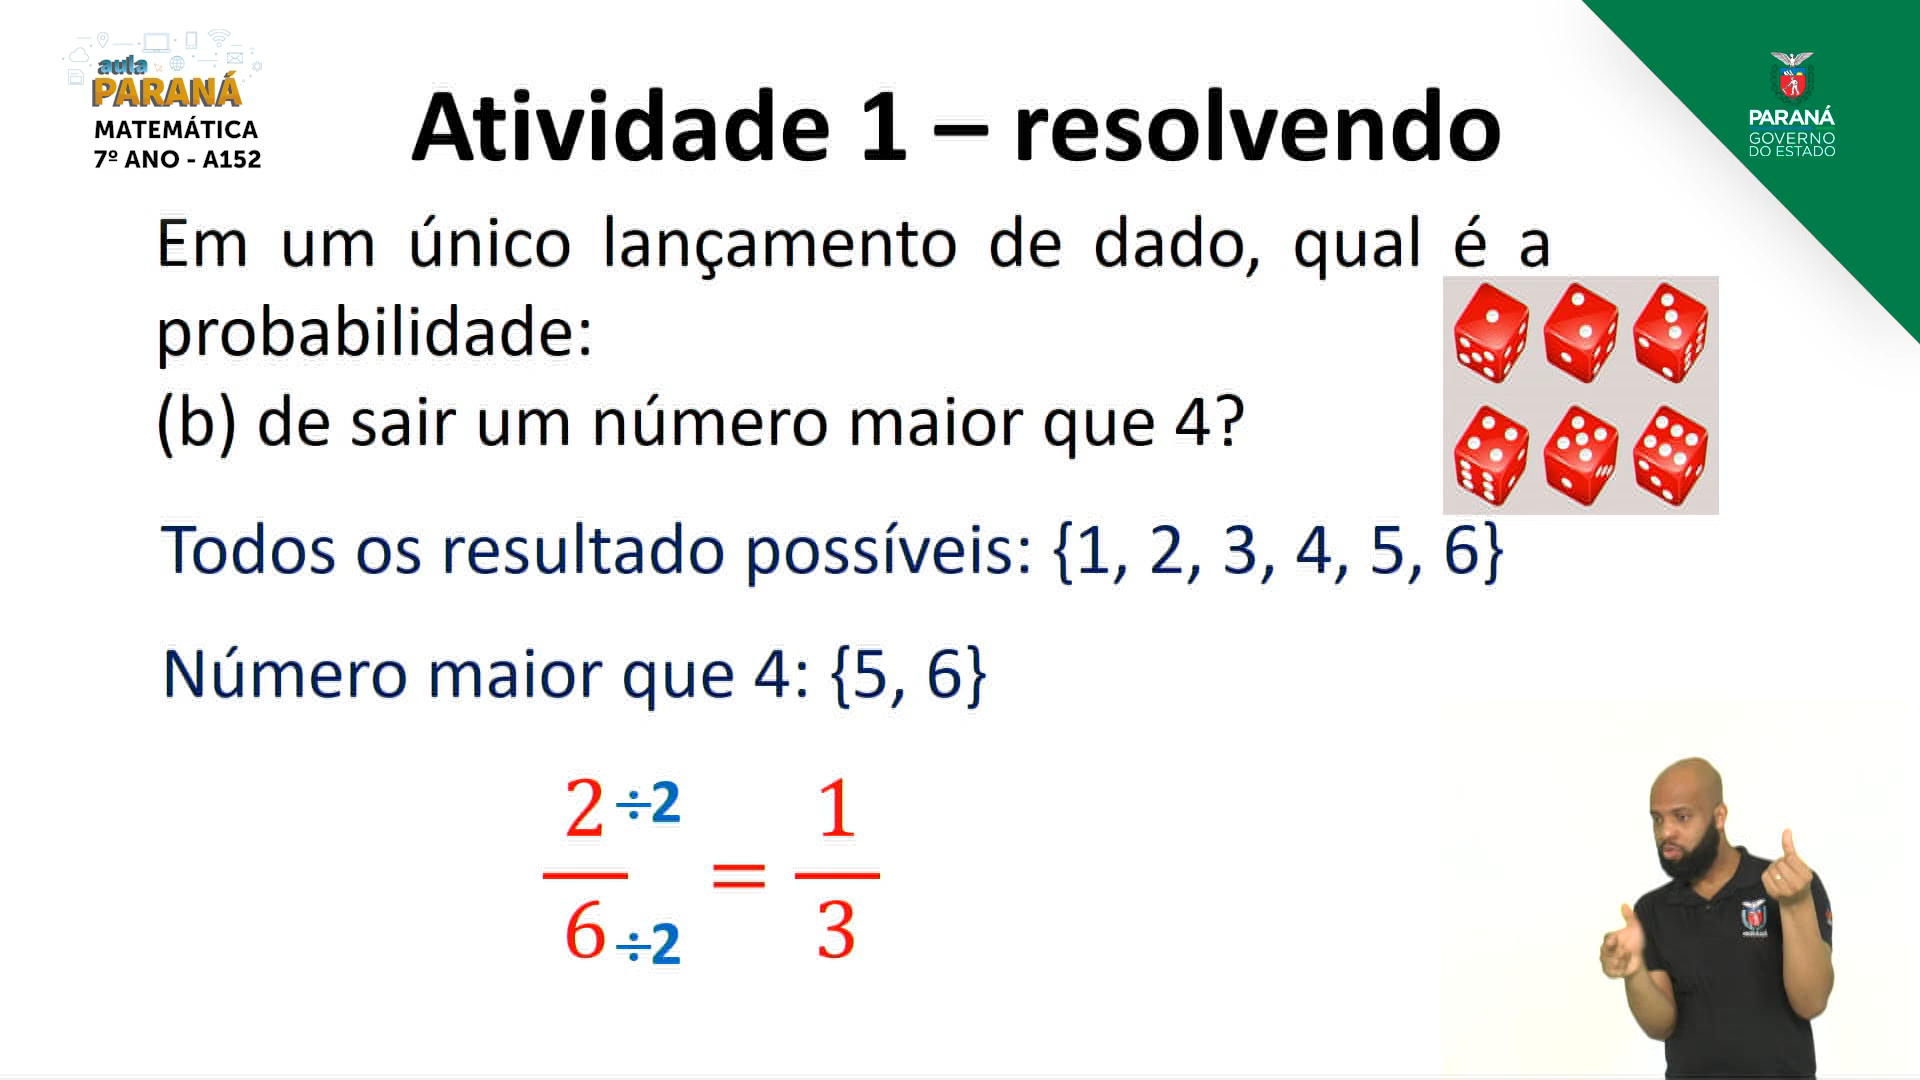 aula
PARANÁ
MATEMÁTICA
7º ANO - A152
Atividade 1 – resolvendo
PARANÁ
GOVERNO
DO ESTADO
Em um único lançamento de dado, qual é a
probabilidade:
(b) de sair um número maior que 4?
Todos os resultado possíveis: {1, 2, 3, 4, 5, 6}
Número maior que 4: {5, 6}
2 ÷2 1
=
6 ÷2 3